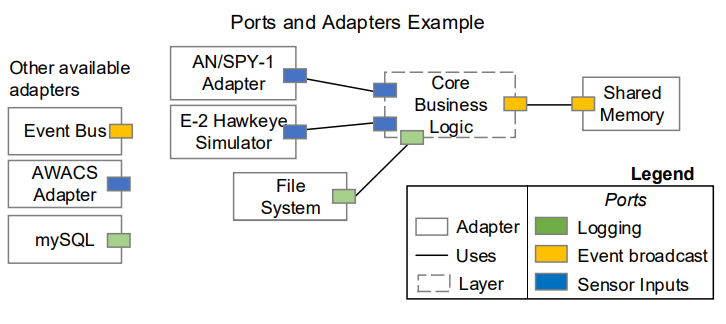 Ports and Adapters Example
Other available
adapters
Event Bus
AWACS
Adapter
mySQL
AN/SPY-1
Adapter
E-2 Hawkeye
Simulator
File
System
Core
Business
Logic
Shared
Memory
Legend
Adapter
Uses
Layer
Ports
Logging
Event broadcast
Sensor Inputs